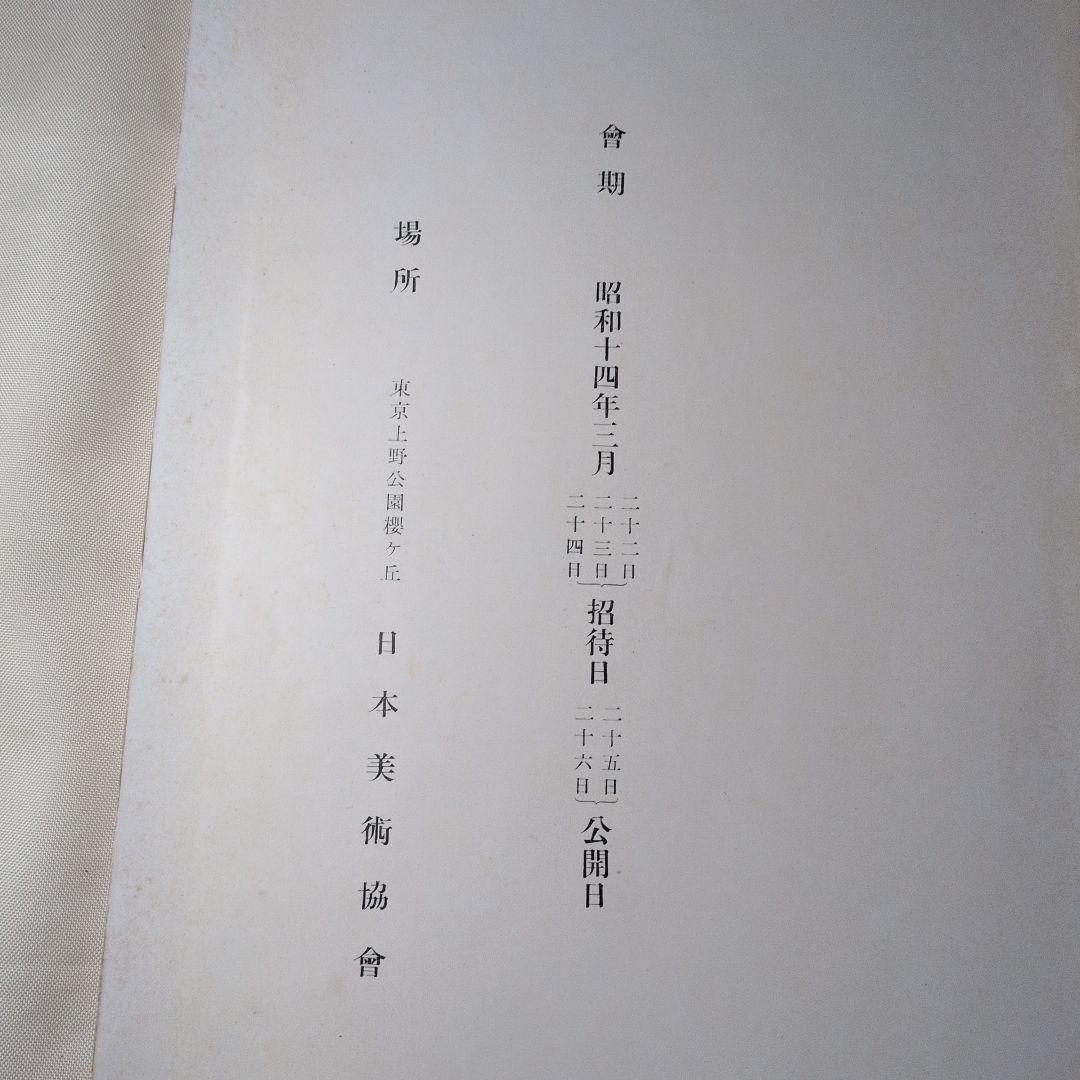 會期 昭和十四年三月 二十二日 二十三日 二十四日 招待日 二十五日 二十六日 公開日
場所 東京上野公園櫻ヶ丘 日本美術協會